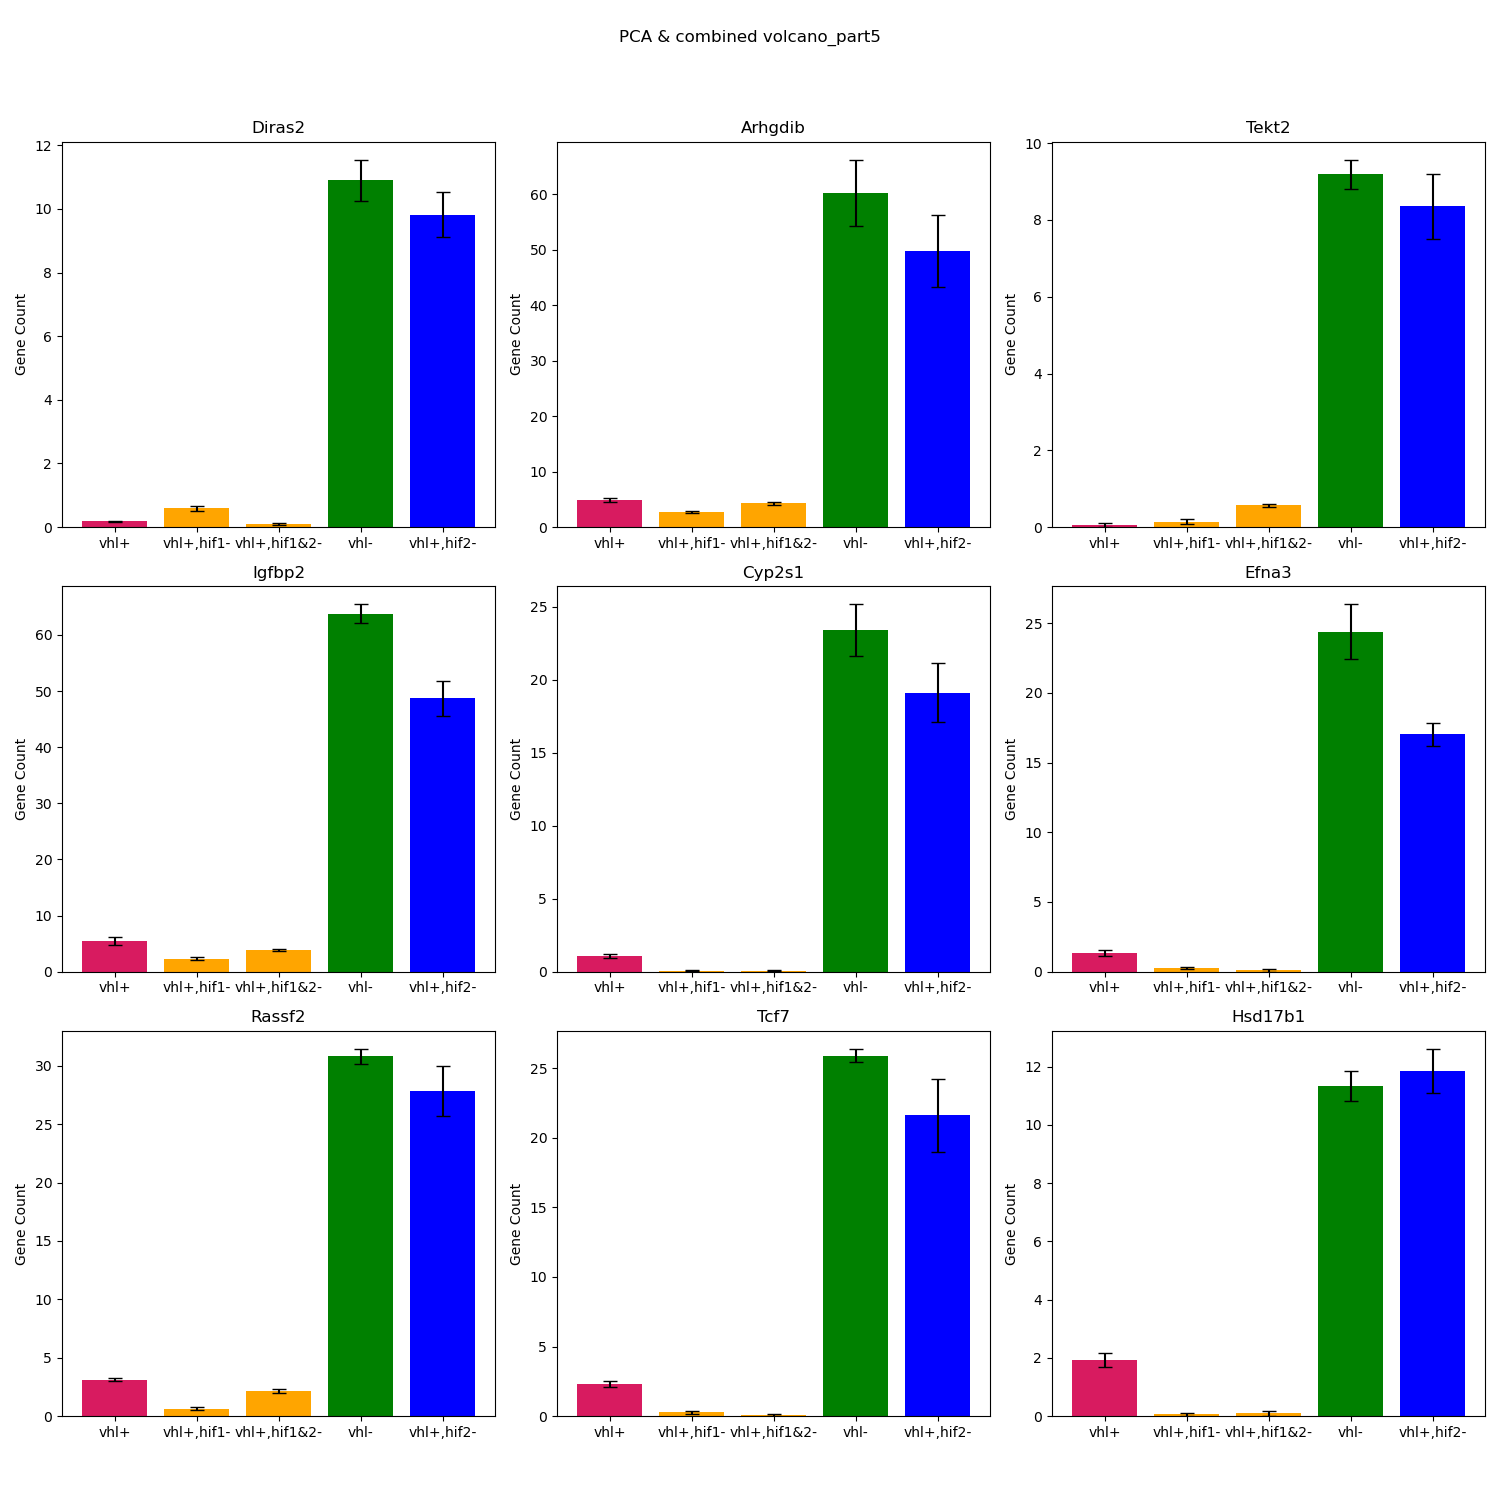 PCA & combined volcano_part5
Diras2
Gene Count
0
2
4
6
8
10
12
vhl+ vhl+,hif1- vhl+,hif1&2- vhl- vhl+,hif2-
Arhgdib
Gene Count
0
10
20
30
40
50
60
vhl+ vhl+,hif1- vhl+,hif1&2- vhl- vhl+,hif2-
Tekt2
Gene Count
0
2
4
6
8
10
vhl+ vhl+,hif1- vhl+,hif1&2- vhl- vhl+,hif2-
Igfbp2
Gene Count
0
10
20
30
40
50
60
vhl+ vhl+,hif1- vhl+,hif1&2- vhl- vhl+,hif2-
Cyp2s1
Gene Count
0
5
10
15
20
25
vhl+ vhl+,hif1- vhl+,hif1&2- vhl- vhl+,hif2-
Efna3
Gene Count
0
5
10
15
20
25
vhl+ vhl+,hif1- vhl+,hif1&2- vhl- vhl+,hif2-
Rassf2
Gene Count
0
5
10
15
20
25
30
vhl+ vhl+,hif1- vhl+,hif1&2- vhl- vhl+,hif2-
Tcf7
Gene Count
0
5
10
15
20
25
vhl+ vhl+,hif1- vhl+,hif1&2- vhl- vhl+,hif2-
Hsd17b1
Gene Count
0
2
4
6
8
10
12
vhl+ vhl+,hif1- vhl+,hif1&2- vhl- vhl+,hif2-